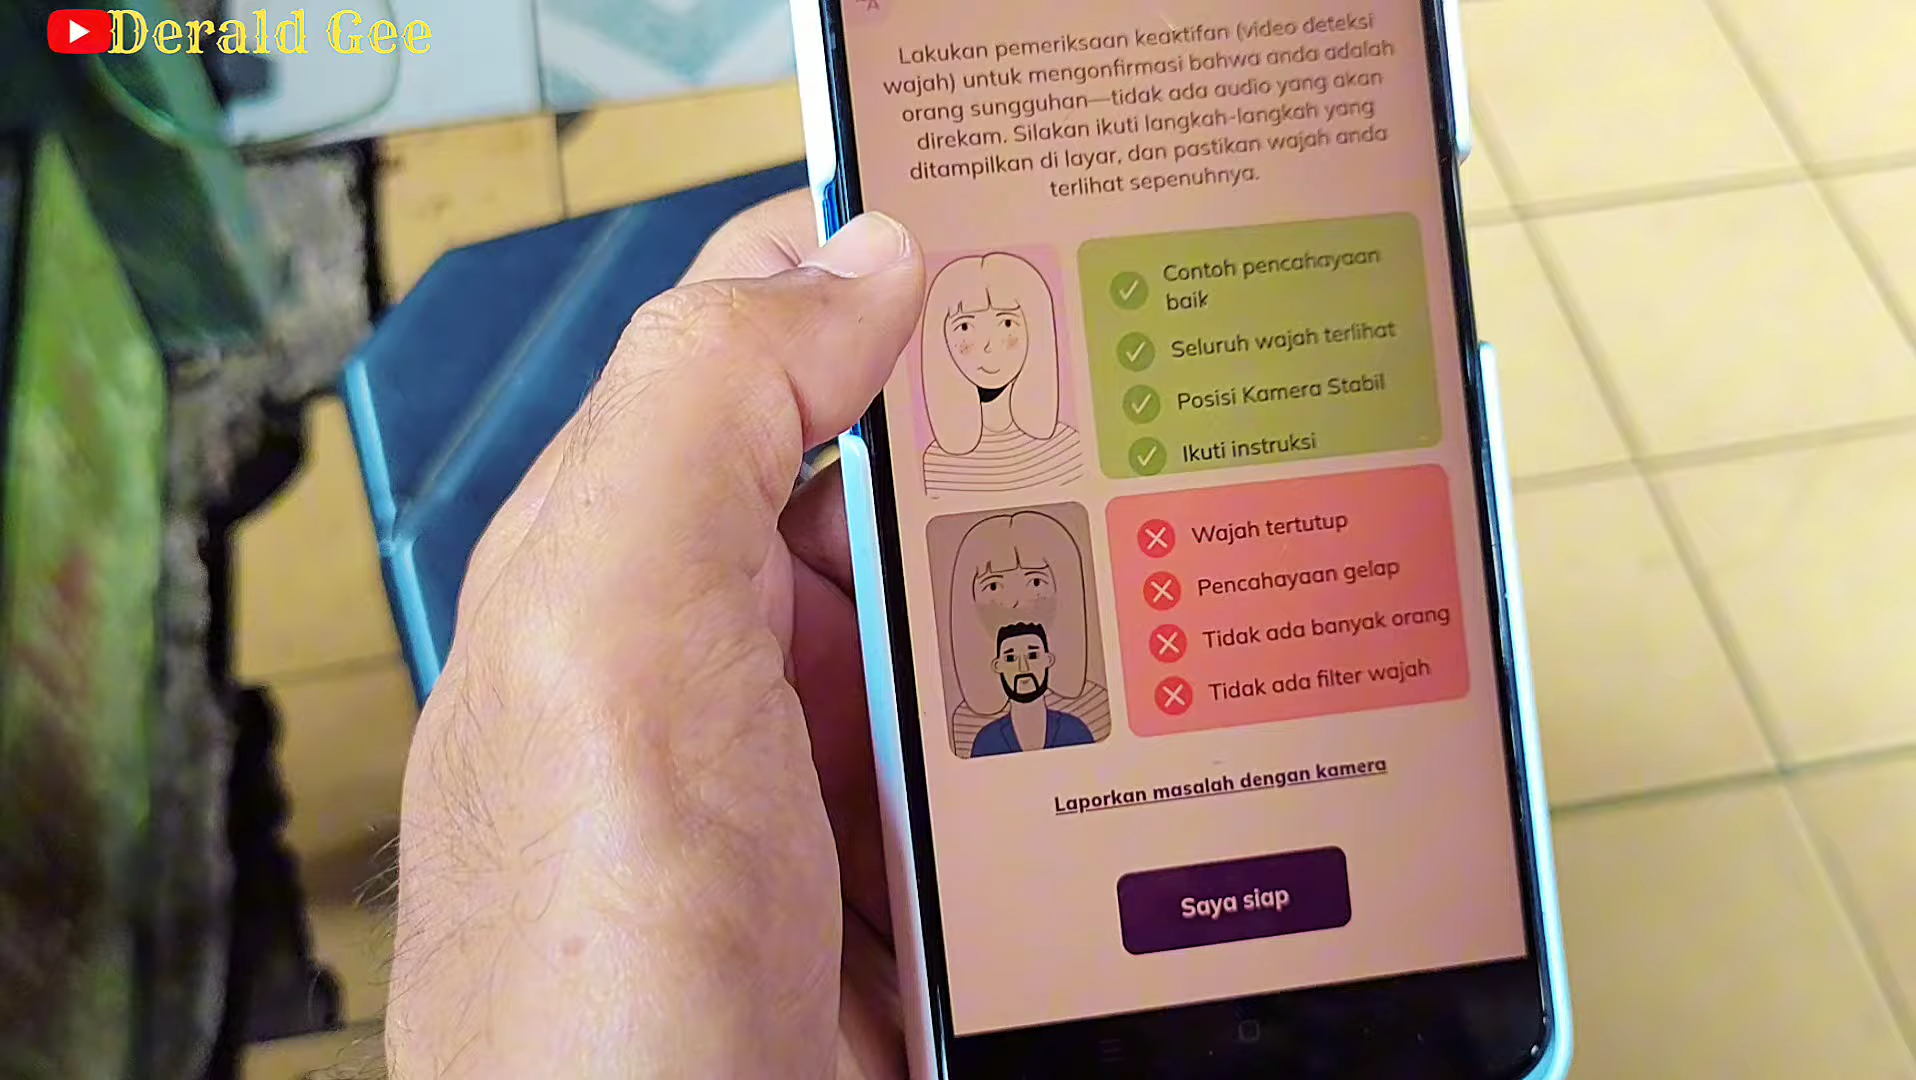 Derald Gee
Lakukan pemeriksaan keaktifan (video deteksi
wajah) untuk mengonfirmasi bahwa anda adalah
orang sungguhan—tidak ada audio yang akan
direkam. Silakan ikuti langkah-langkah yang
ditampilkan di layar, dan pastikan wajah anda
terlihat sepenuhnya.
Contoh pencahayaan
baik
Seluruh wajah terlihat
Posisi Kamera Stabil
Ikuti instruksi
Wajah tertutup
Pencahayaan gelap
Tidak ada banyak orang
Tidak ada filter wajah
Laporkan masalah dengan kamera
Saya siap